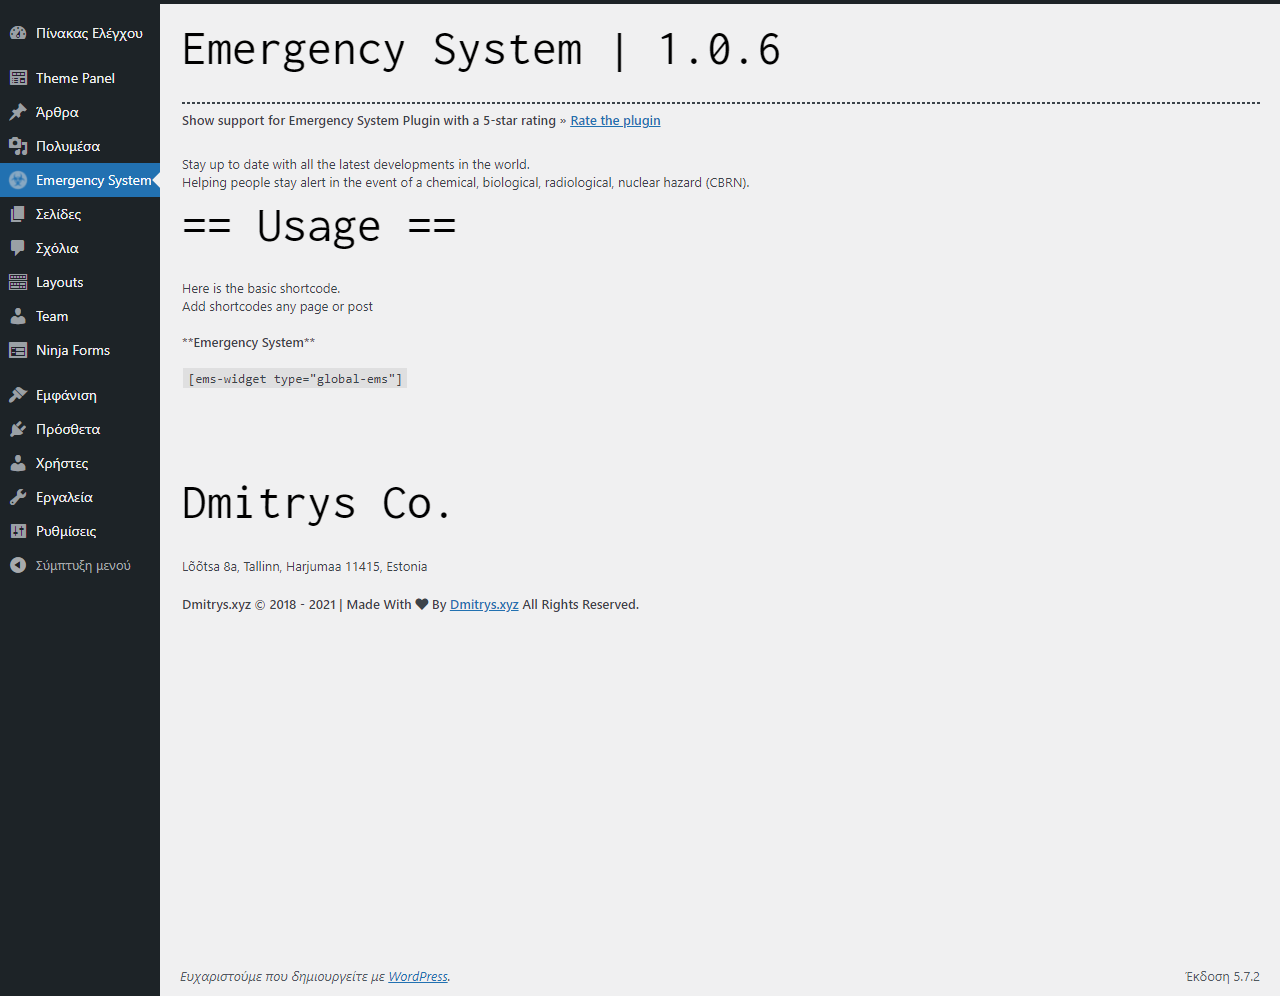 Πίνακας Ελέγχου
Theme Panel
Άρθρα
Πολυμέσα
Emergency System
Σελίδες
Σχόλια
Layouts
Team
Ninja Forms
Εμφάνιση
Πρόσθετα
Χρήστες
Εργαλεία
Ρυθμίσεις
Σύμπτυξη μενού
Emergency System | 1.0.6
Show support for Emergency System Plugin with a 5-star rating » Rate the plugin
Stay up to date with all the latest developments in the world.
Helping people stay alert in the event of a chemical, biological, radiological, nuclear hazard (CBRN).
== Usage ==
Here is the basic shortcode.
Add shortcodes any page or post
**Emergency System**
[ems-widget type="global-ems"]
Dmitrys Co.
Lõõtsa 8a, Tallinn, Harjumaa 11415, Estonia
Dmitrys.xyz © 2018 - 2021 | Made With ♥ By Dmitrys.xyz All Rights Reserved.
Ευχαριστούμε που δημιουργείτε με WordPress.
Έκδοση 5.7.2